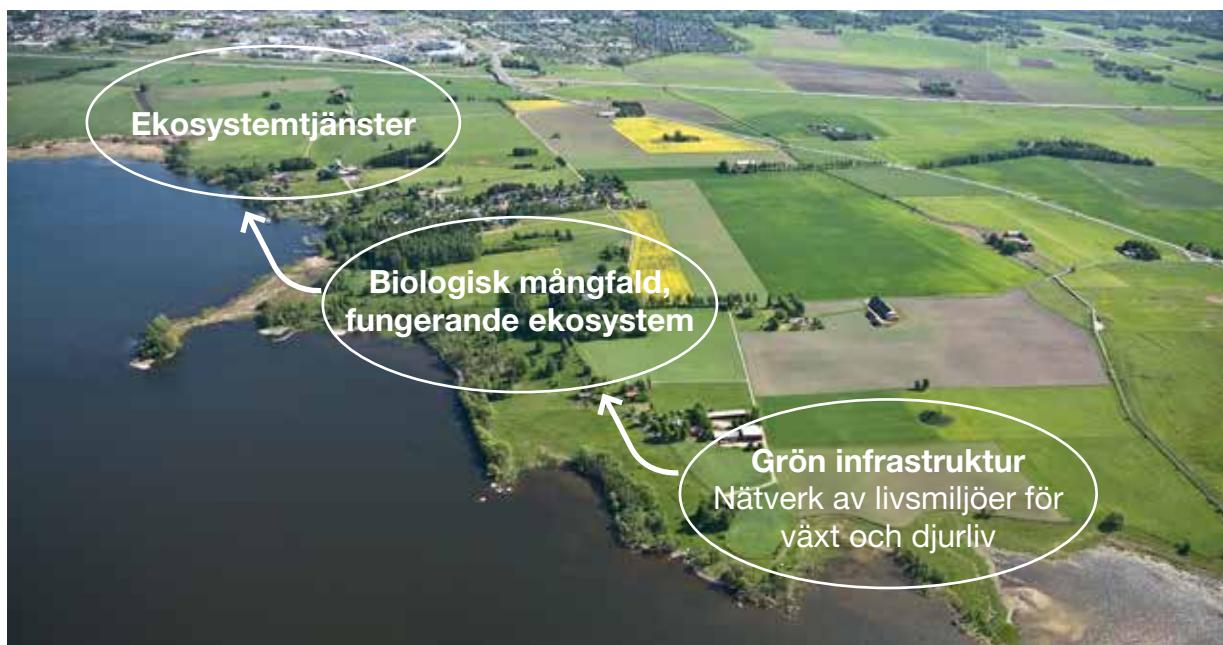 Ekosystemtjänster
Biologisk mångfald,
fungerande ekosystem
Grön infrastruktur
Nätverk av livsmiljöer för
växt och djurliv